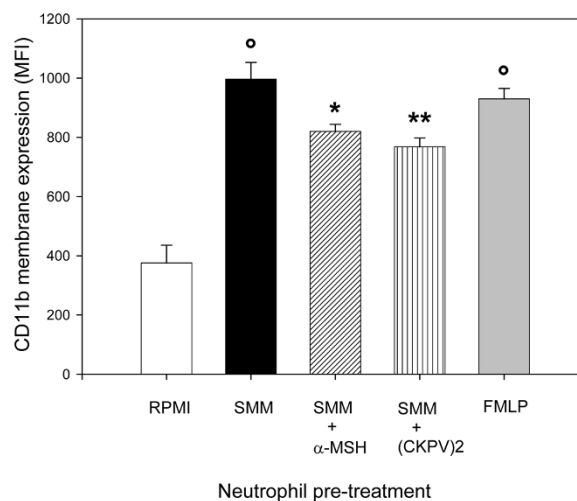 CD11b membrane expression (MFI)
1200
1000
800
600
400
200
0
°
*
**
°
RPMI
SMM
SMM
+
α-MSH
SMM
+
(CKPV)2
FMLP
Neutrophil pre-treatment